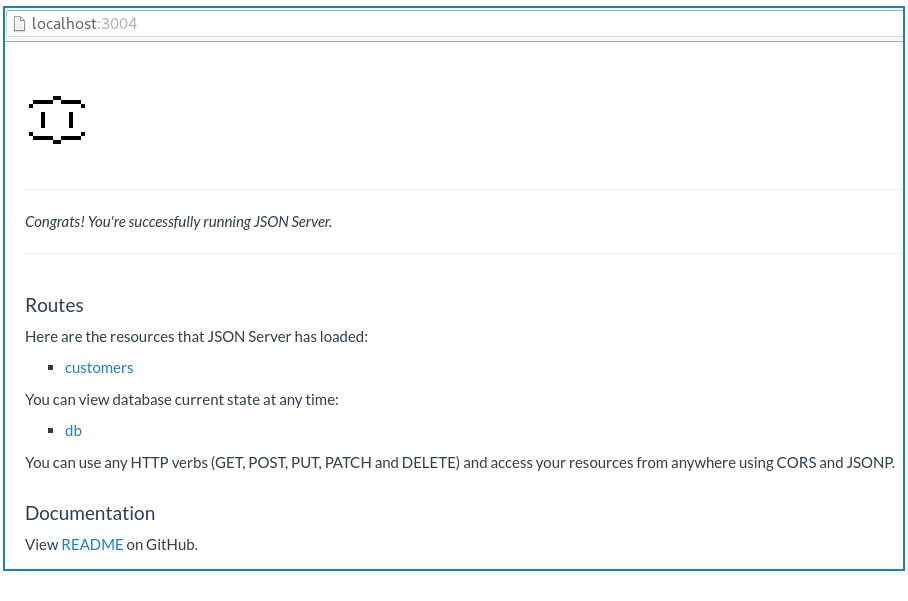 localhost:3004
Congrats! You're successfully running JSON Server.
Routes
Here are the resources that JSON Server has loaded:
customers
You can view database current state at any time:
db
You can use any HTTP verbs (GET, POST, PUT, PATCH and DELETE) and access your resources from anywhere using CORS and JSONP.
Documentation
View README on GitHub.